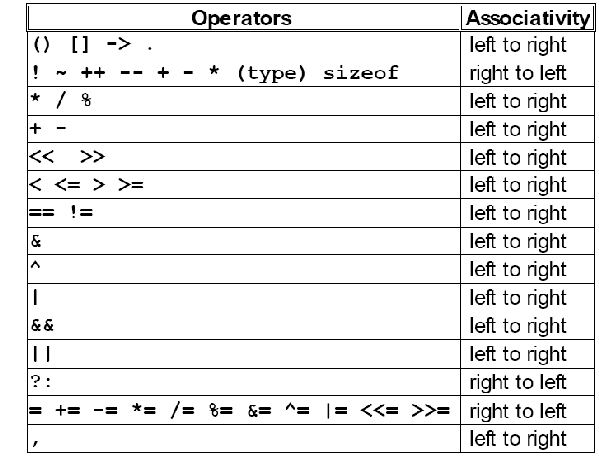 Operators Associativity
() [] -> . left to right
! ~ ++ -- + - * (type) sizeof right to left
* / % left to right
+ - left to right
<< >> left to right
< <= > >= left to right
== != left to right
& left to right
^ left to right
| left to right
&& left to right
|| left to right
?: right to left
= += -= *= /= %= &= ^= |= <<= >>= right to left
, left to right